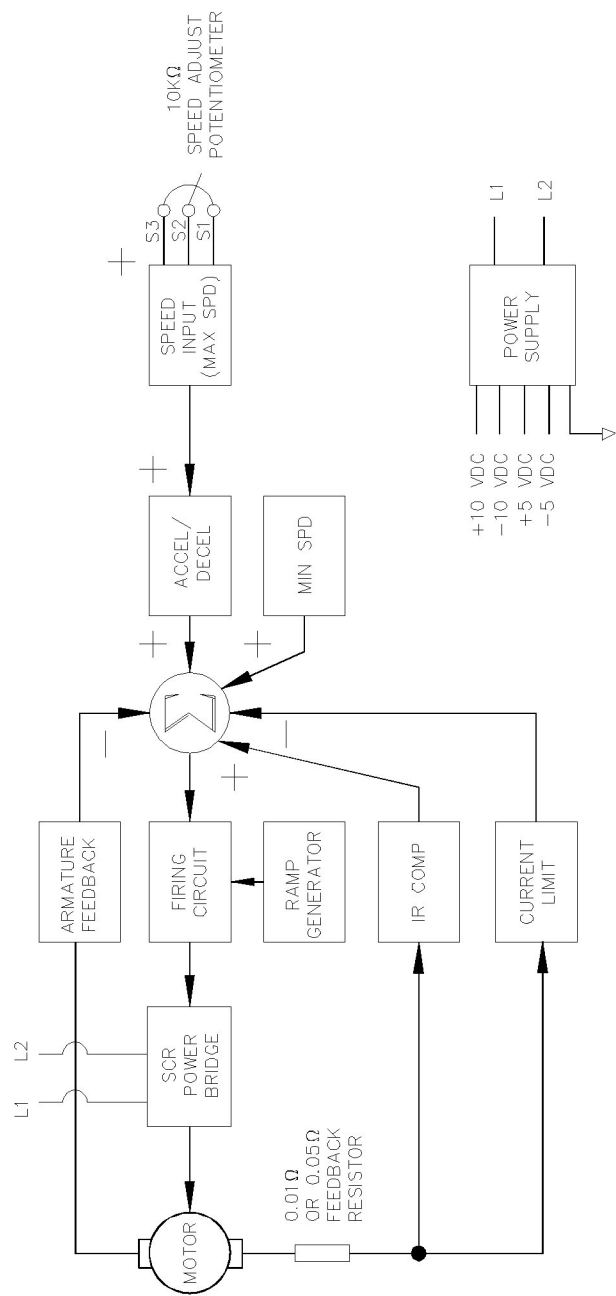 L1
L2
MOTOR
SCR
POWER
BRIDGE
0.01Ω
OR 0.05Ω
FEEDBACK
RESISTOR
ARMATURE
FEEDBACK
FIRING
CIRCUIT
RAMP
GENERATOR
IR COMP
CURRENT
LIMIT
−
+
−
Σ
+
+
ACCEL/
DECEL
MIN SPD
+
SPEED
INPUT
(MAX SPD)
+
S3
S2
S1
10KΩ
SPEED ADJUST
POTENTIOMETER
+10 VDC
−10 VDC
+5 VDC
−5 VDC
POWER
SUPPLY
L1
L2